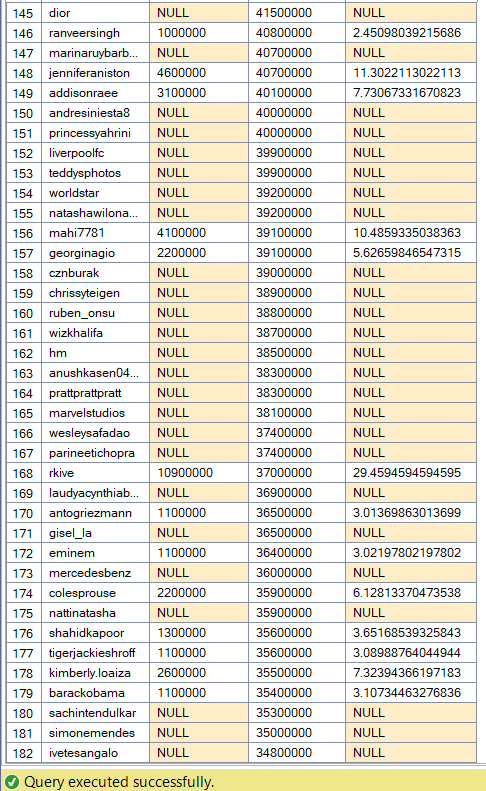 145 dior NULL 41500000 NULL
146 ranveersingh 1000000 40800000 2.45098039215686
147 marinaruybarb... NULL 40700000 NULL
148 jenniferaniston 4600000 40700000 11.3022113022113
149 addisonraee 3100000 40100000 7.73067331670823
150 andresiniesta8 NULL 40000000 NULL
151 princessyahrini NULL 40000000 NULL
152 liverpoolfc NULL 39900000 NULL
153 teddysphotos NULL 39900000 NULL
154 worldstar NULL 39200000 NULL
155 natashawilona... NULL 39200000 NULL
156 mahi7781 4100000 39100000 10.4859335038363
157 georginagio 2200000 39100000 5.62659846547315
158 cznburak NULL 39000000 NULL
159 chrissyteigen NULL 38900000 NULL
160 ruben_onsu NULL 38800000 NULL
161 wizkhalifa NULL 38700000 NULL
162 hm NULL 38500000 NULL
163 anushkasen04... NULL 38300000 NULL
164 prattprattpratt NULL 38300000 NULL
165 marvelstudios NULL 38100000 NULL
166 wesleysafadao NULL 37400000 NULL
167 parineetichopra NULL 37400000 NULL
168 rkive 10900000 37000000 29.4594594594595
169 laudyacynthiab... NULL 36900000 NULL
170 antogriezmann 1100000 36500000 3.01369863013699
171 gisel_la NULL 36500000 NULL
172 eminem 1100000 36400000 3.02197802197802
173 mercedesbenz NULL 36000000 NULL
174 colesprouse 2200000 35900000 6.12813370473538
175 nattinatasha NULL 35900000 NULL
176 shahidkapoor 1300000 35600000 3.65168539325843
177 tigerjackieshroff 1100000 35600000 3.08988764044944
178 kimberly.loaiza 2600000 35500000 7.32394366197183
179 barackobama 1100000 35400000 3.10734463276836
180 sachintendulkar NULL 35300000 NULL
181 simonemendes NULL 35000000 NULL
182 ivetesangalo NULL 34800000 NULL
Query executed successfully.